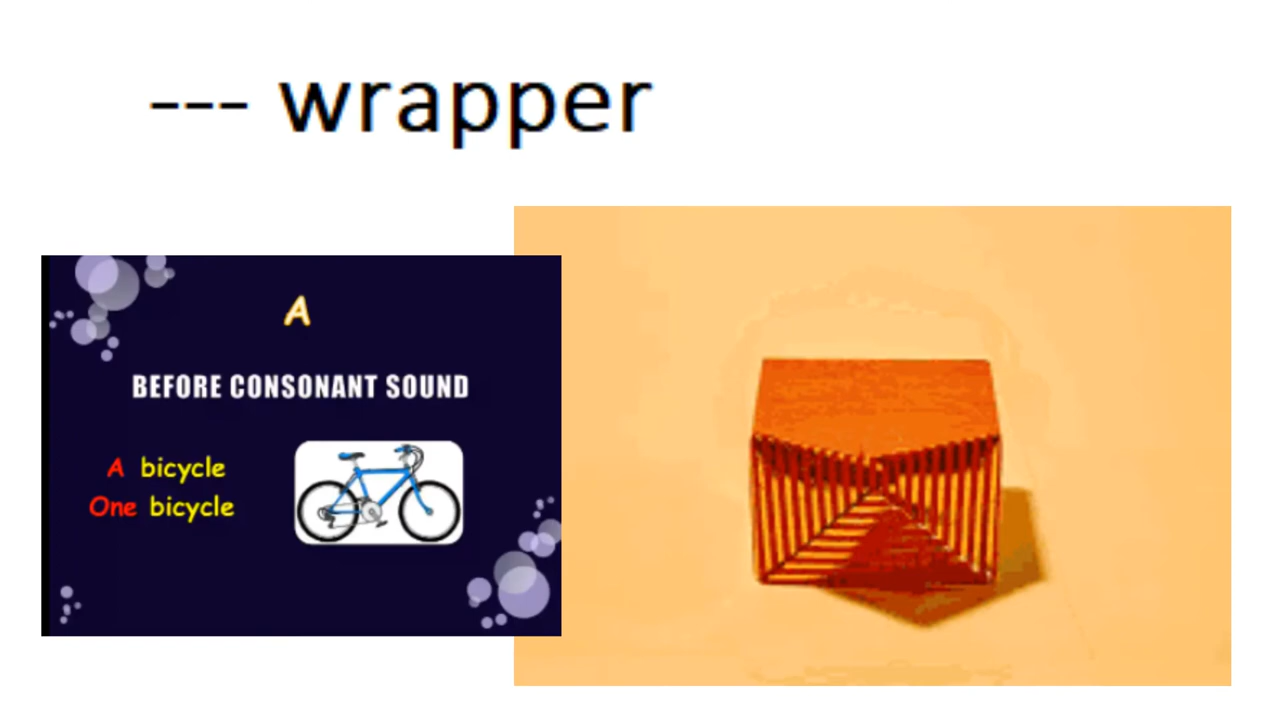 --- wrapper
A
BEFORE CONSONANT SOUND
A bicycle
One bicycle